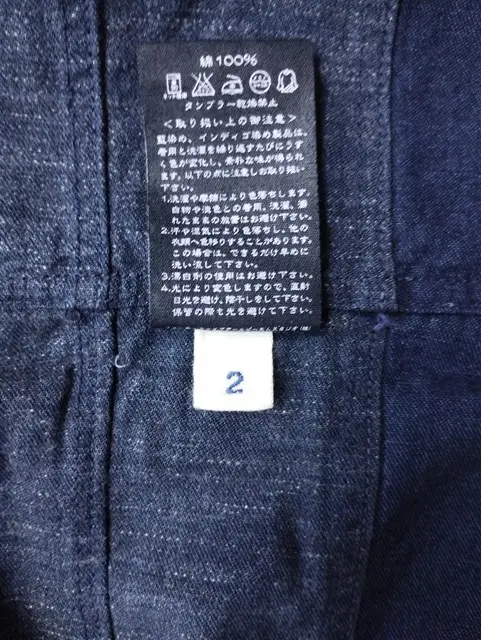 綿100%
タンブラー乾燥禁止
<取り扱い上の御注意>
藍染め、インディゴ染め製品は、
着用と洗濯を繰り返すたびにうす
く色が変化し、素朴な味が得られ
ます。以下の点に注意しお取り短い
下さい。
1.洗濯や摩擦により色落ちします。
白物や淡色との着用、洗濯、濡
れたままの放置はお避け下さい。
2.汗や湿気により色落ちし、他の
衣類へ色移りすることがあります。
この場合は、できるだけ早めに
洗い流して下さい。
3.漂白剤の使用はお避け下さい。
4.光により変色しますので、直射
日光を避け、陰干しをして下さい。
保管の際も光を避けて下さい。
2